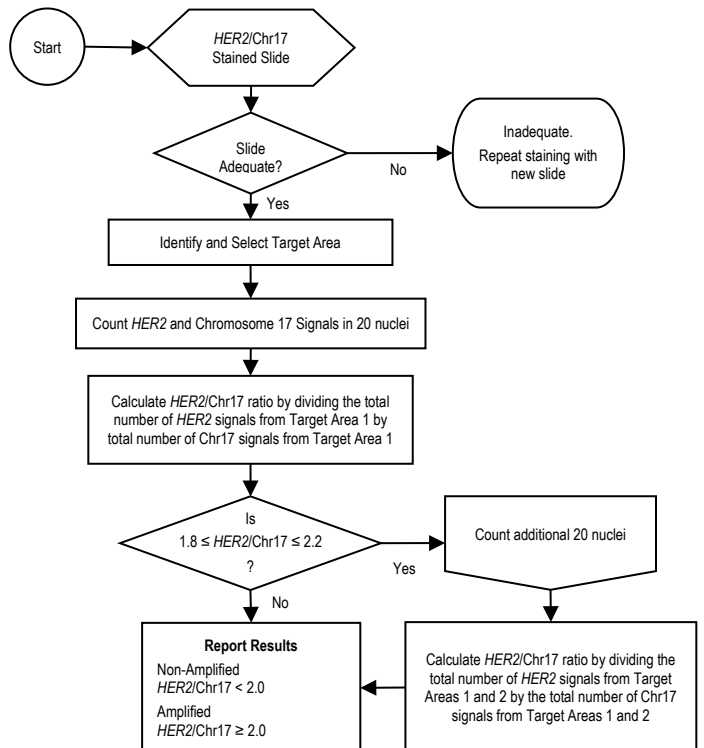 Start
HER2/Chr17
Stained Slide
Slide
Adequate?
No
Inadequate.
Repeat staining with
new slide
Yes
Identify and Select Target Area
Count HER2 and Chromosome 17 Signals in 20 nuclei
Calculate HER2/Chr17 ratio by dividing the total
number of HER2 signals from Target Area 1 by
total number of Chr17 signals from Target Area 1
Is
1.8 ≤ HER2/Chr17 ≤ 2.2
?
Yes
Count additional 20 nuclei
No
Report Results
Non-Amplified
HER2/Chr17 < 2.0
Amplified
HER2/Chr17 ≥ 2.0
Calculate HER2/Chr17 ratio by dividing the
total number of HER2 signals from Target
Areas 1 and 2 by the total number of Chr17
signals from Target Areas 1 and 2